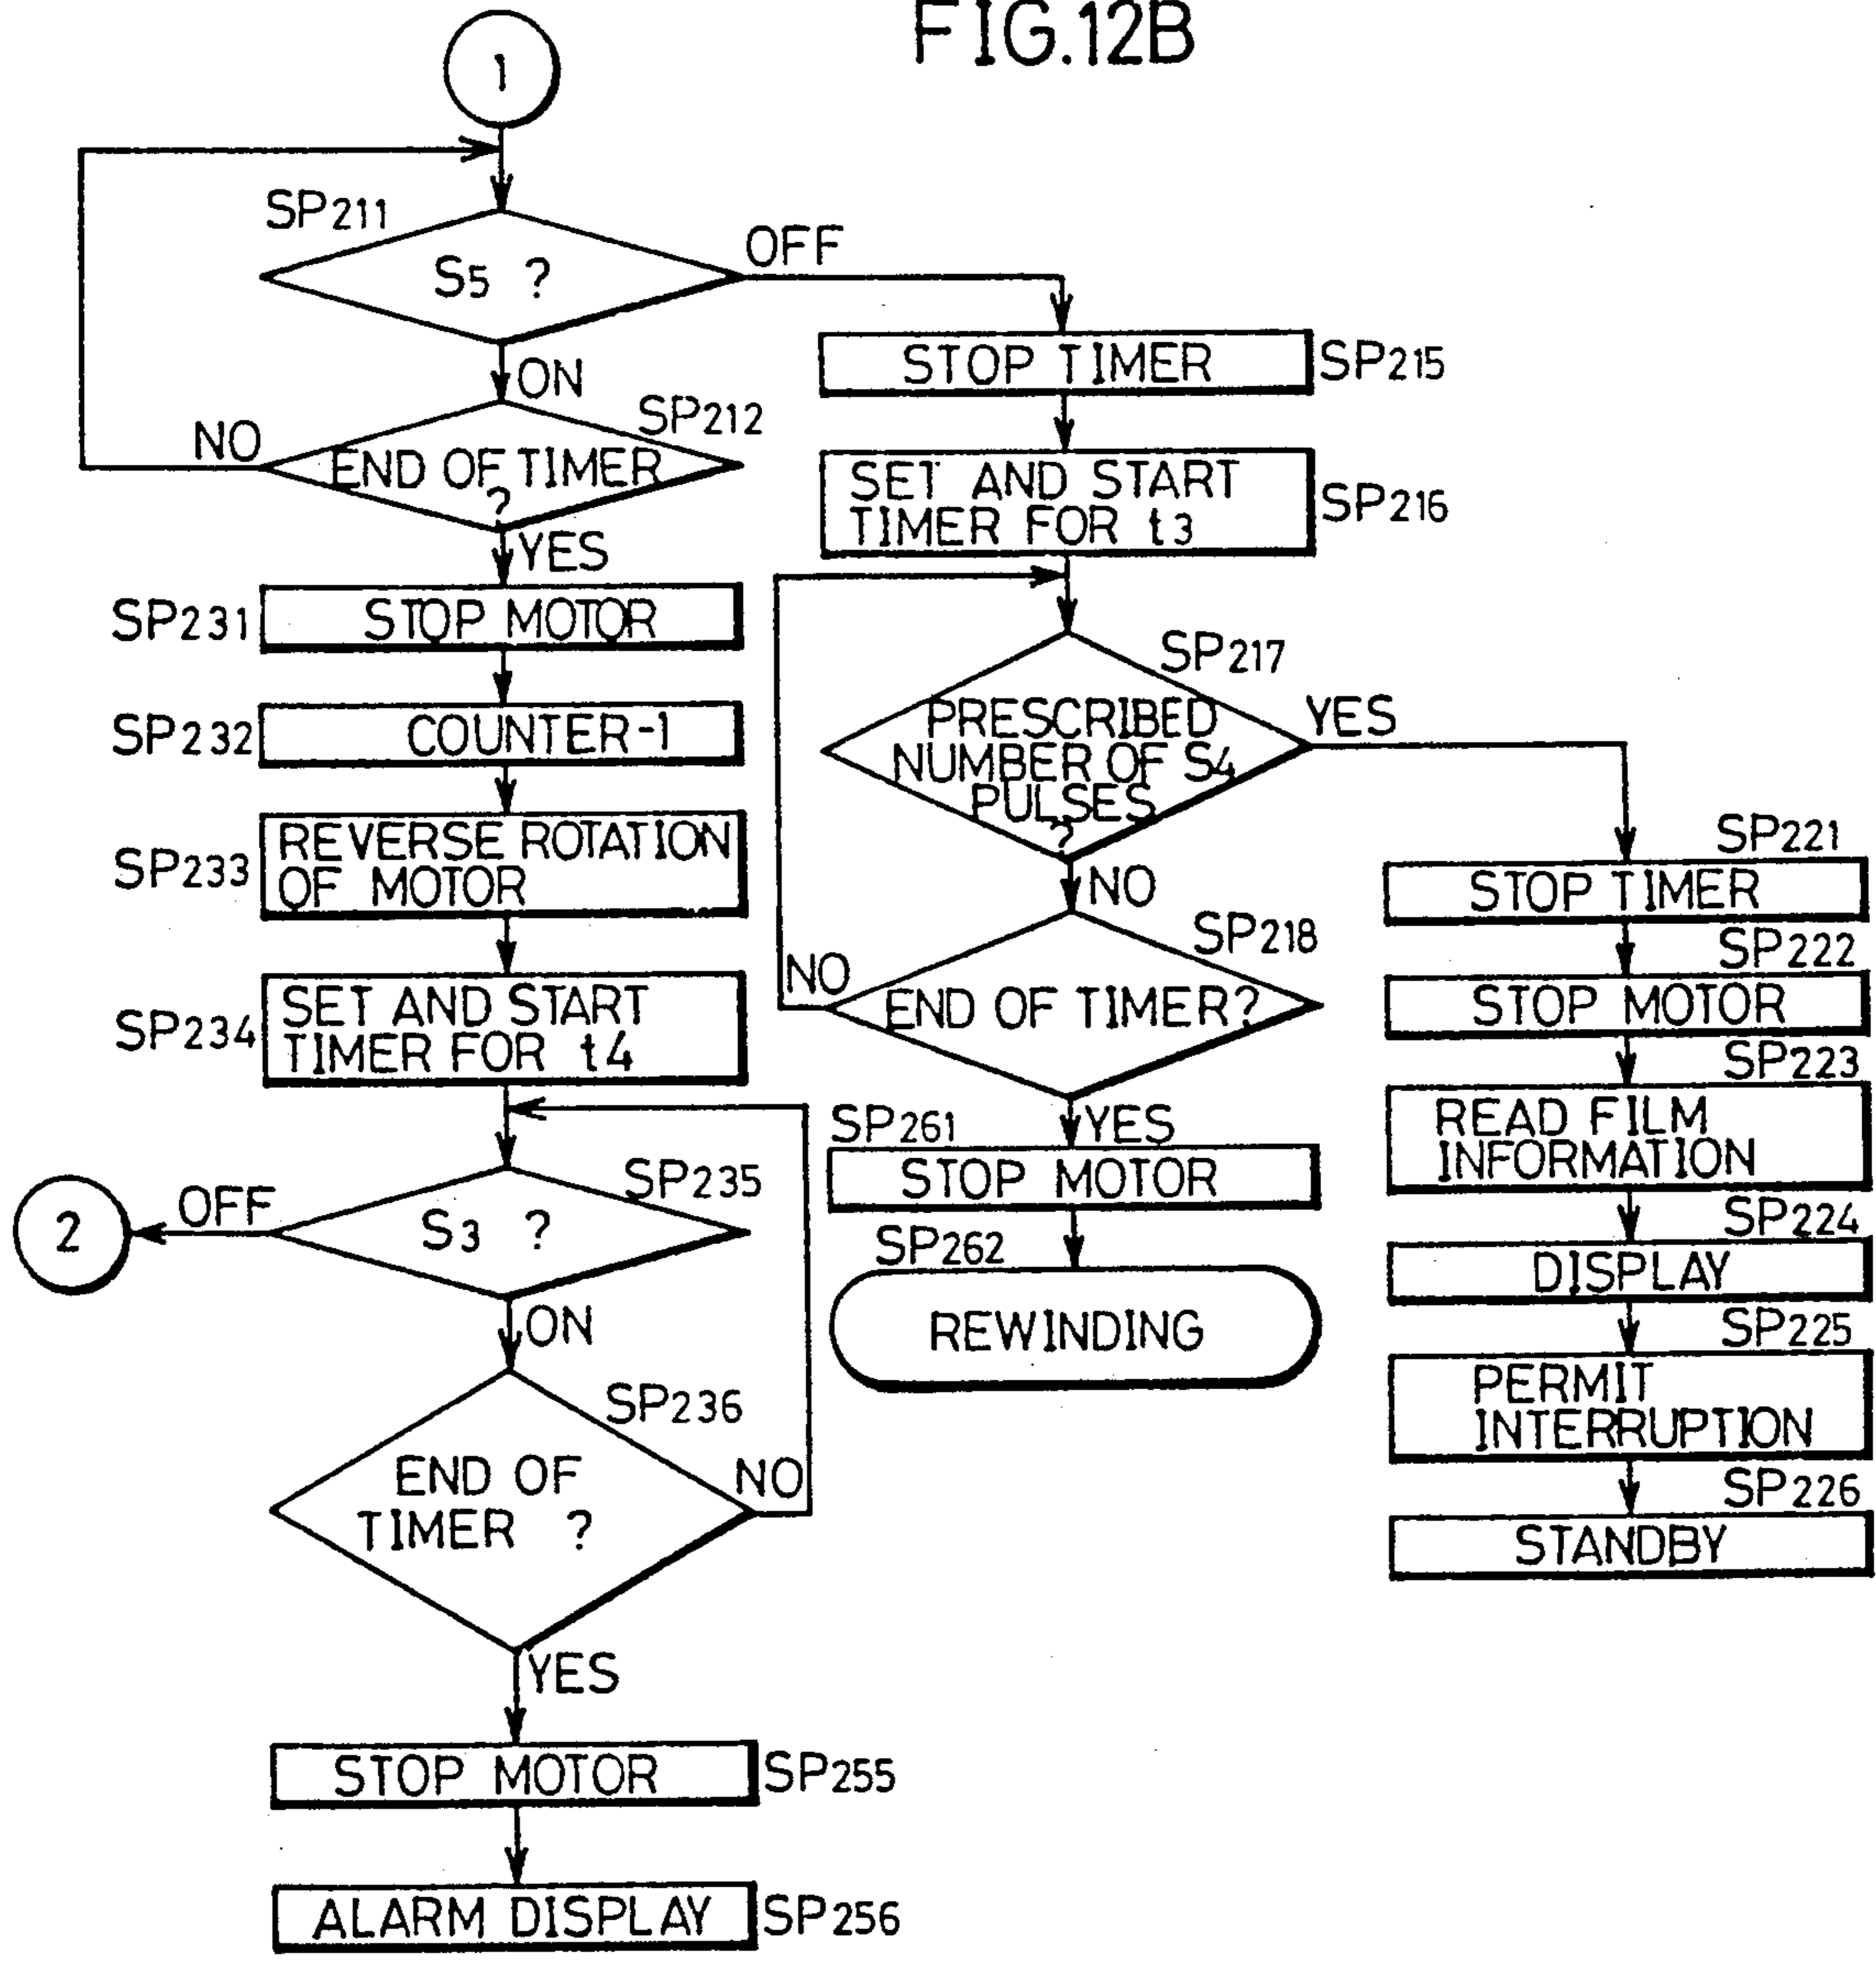 FIG.12B
1
SP211
S5 ?
OFF
ON
SP212
NO
END OF TIMER
?
YES
SP231
STOP MOTOR
SP232
COUNTER-1
SP233
REVERSE ROTATION
OF MOTOR
SP234
SET AND START
TIMER FOR t4
SP235
S3 ?
OFF
2
ON
SP236
END OF
TIMER ?
NO
YES
STOP MOTOR
SP255
ALARM DISPLAY
SP256
STOP TIMER
SP215
SET AND START
TIMER FOR t3
SP216
SP217
PRESCRIBED
NUMBER OF S4
PULSES
?
YES
NO
SP218
NO
END OF TIMER?
YES
SP261
STOP MOTOR
SP262
REWINDING
SP221
STOP TIMER
SP222
STOP MOTOR
SP223
READ FILM
INFORMATION
SP224
DISPLAY
SP225
PERMIT
INTERRUPTION
SP226
STANDBY